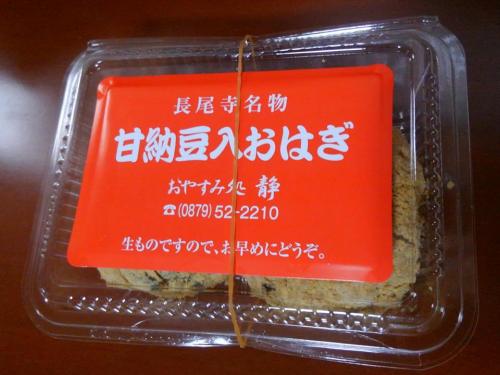 長尾寺名物
甘納豆入おはぎ
おやすみ処 静
☎(0879)52-2210
生ものですので、お早めにどうぞ。